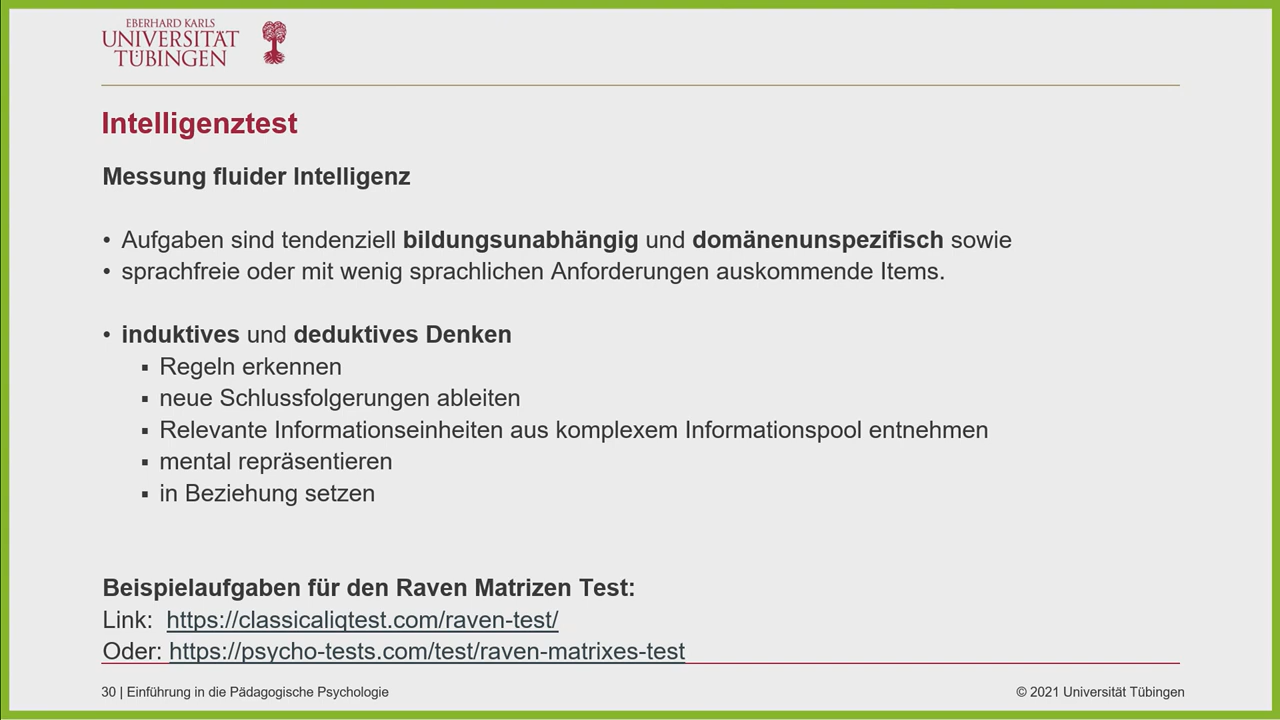 EBERHARD KARLS
UNIVERSITÄT
TÜBINGEN
Intelligenztest
Messung fluider Intelligenz
• Aufgaben sind tendenziell bildungsunabhängig und domänenunspezifisch sowie
• sprachfreie oder mit wenig sprachlichen Anforderungen auskommende Items.
• induktives und deduktives Denken
▪ Regeln erkennen
▪ neue Schlussfolgerungen ableiten
▪ Relevante Informationseinheiten aus komplexem Informationspool entnehmen
▪ mental repräsentieren
▪ in Beziehung setzen
Beispielaufgaben für den Raven Matrizen Test:
Link: https://classicaliqtest.com/raven-test/
Oder: https://psycho-tests.com/test/raven-matrixes-test
30 | Einführung in die Pädagogische Psychologie
© 2021 Universität Tübingen